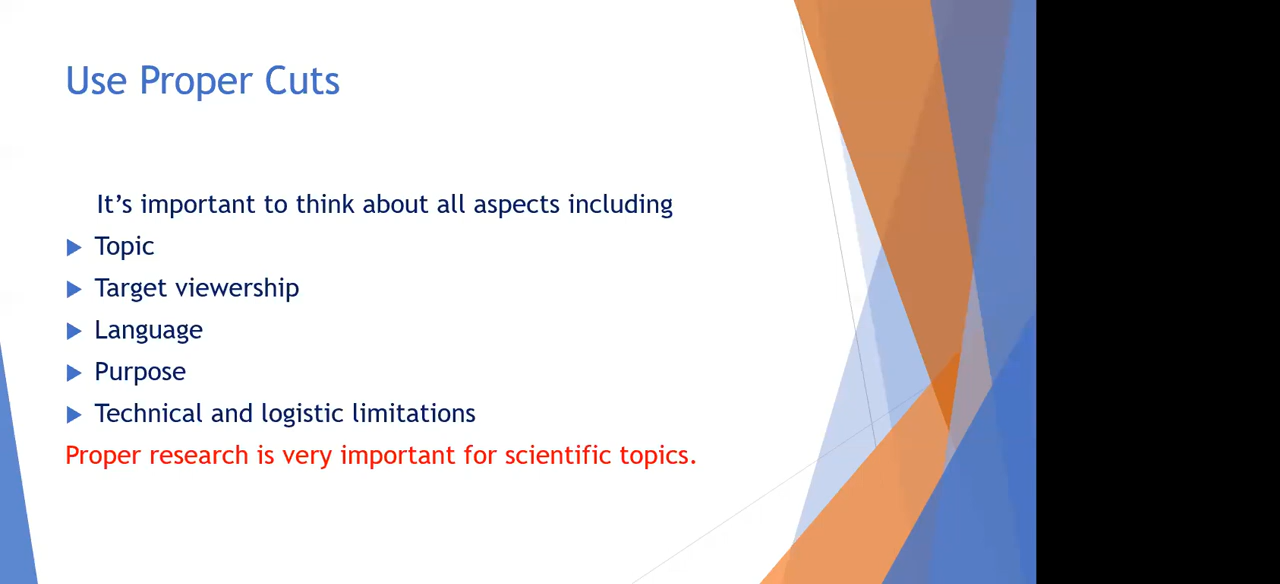 Use Proper Cuts
It’s important to think about all aspects including
Topic
Target viewership
Language
Purpose
Technical and logistic limitations
Proper research is very important for scientific topics.